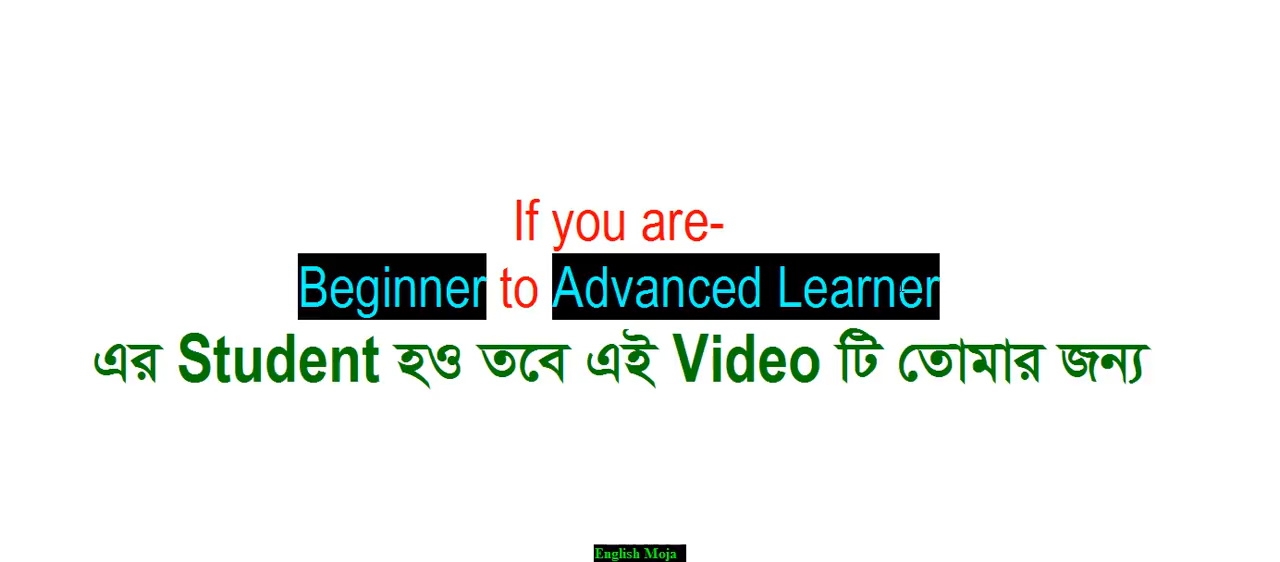 If you are-
Beginner to Advanced Learner
এর Student হও তবে এই Video টি তোমার জন্য
English Moja